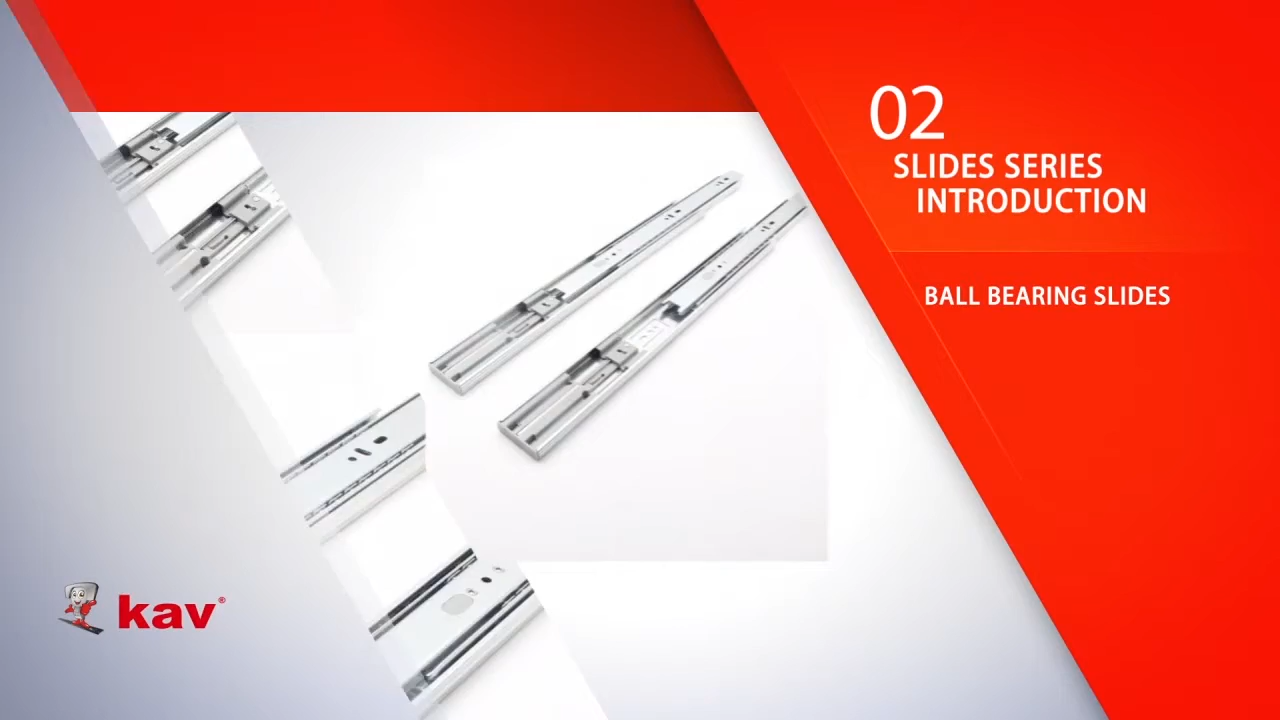 02
SLIDES SERIES
INTRODUCTION
BALL BEARING SLIDES
kav®